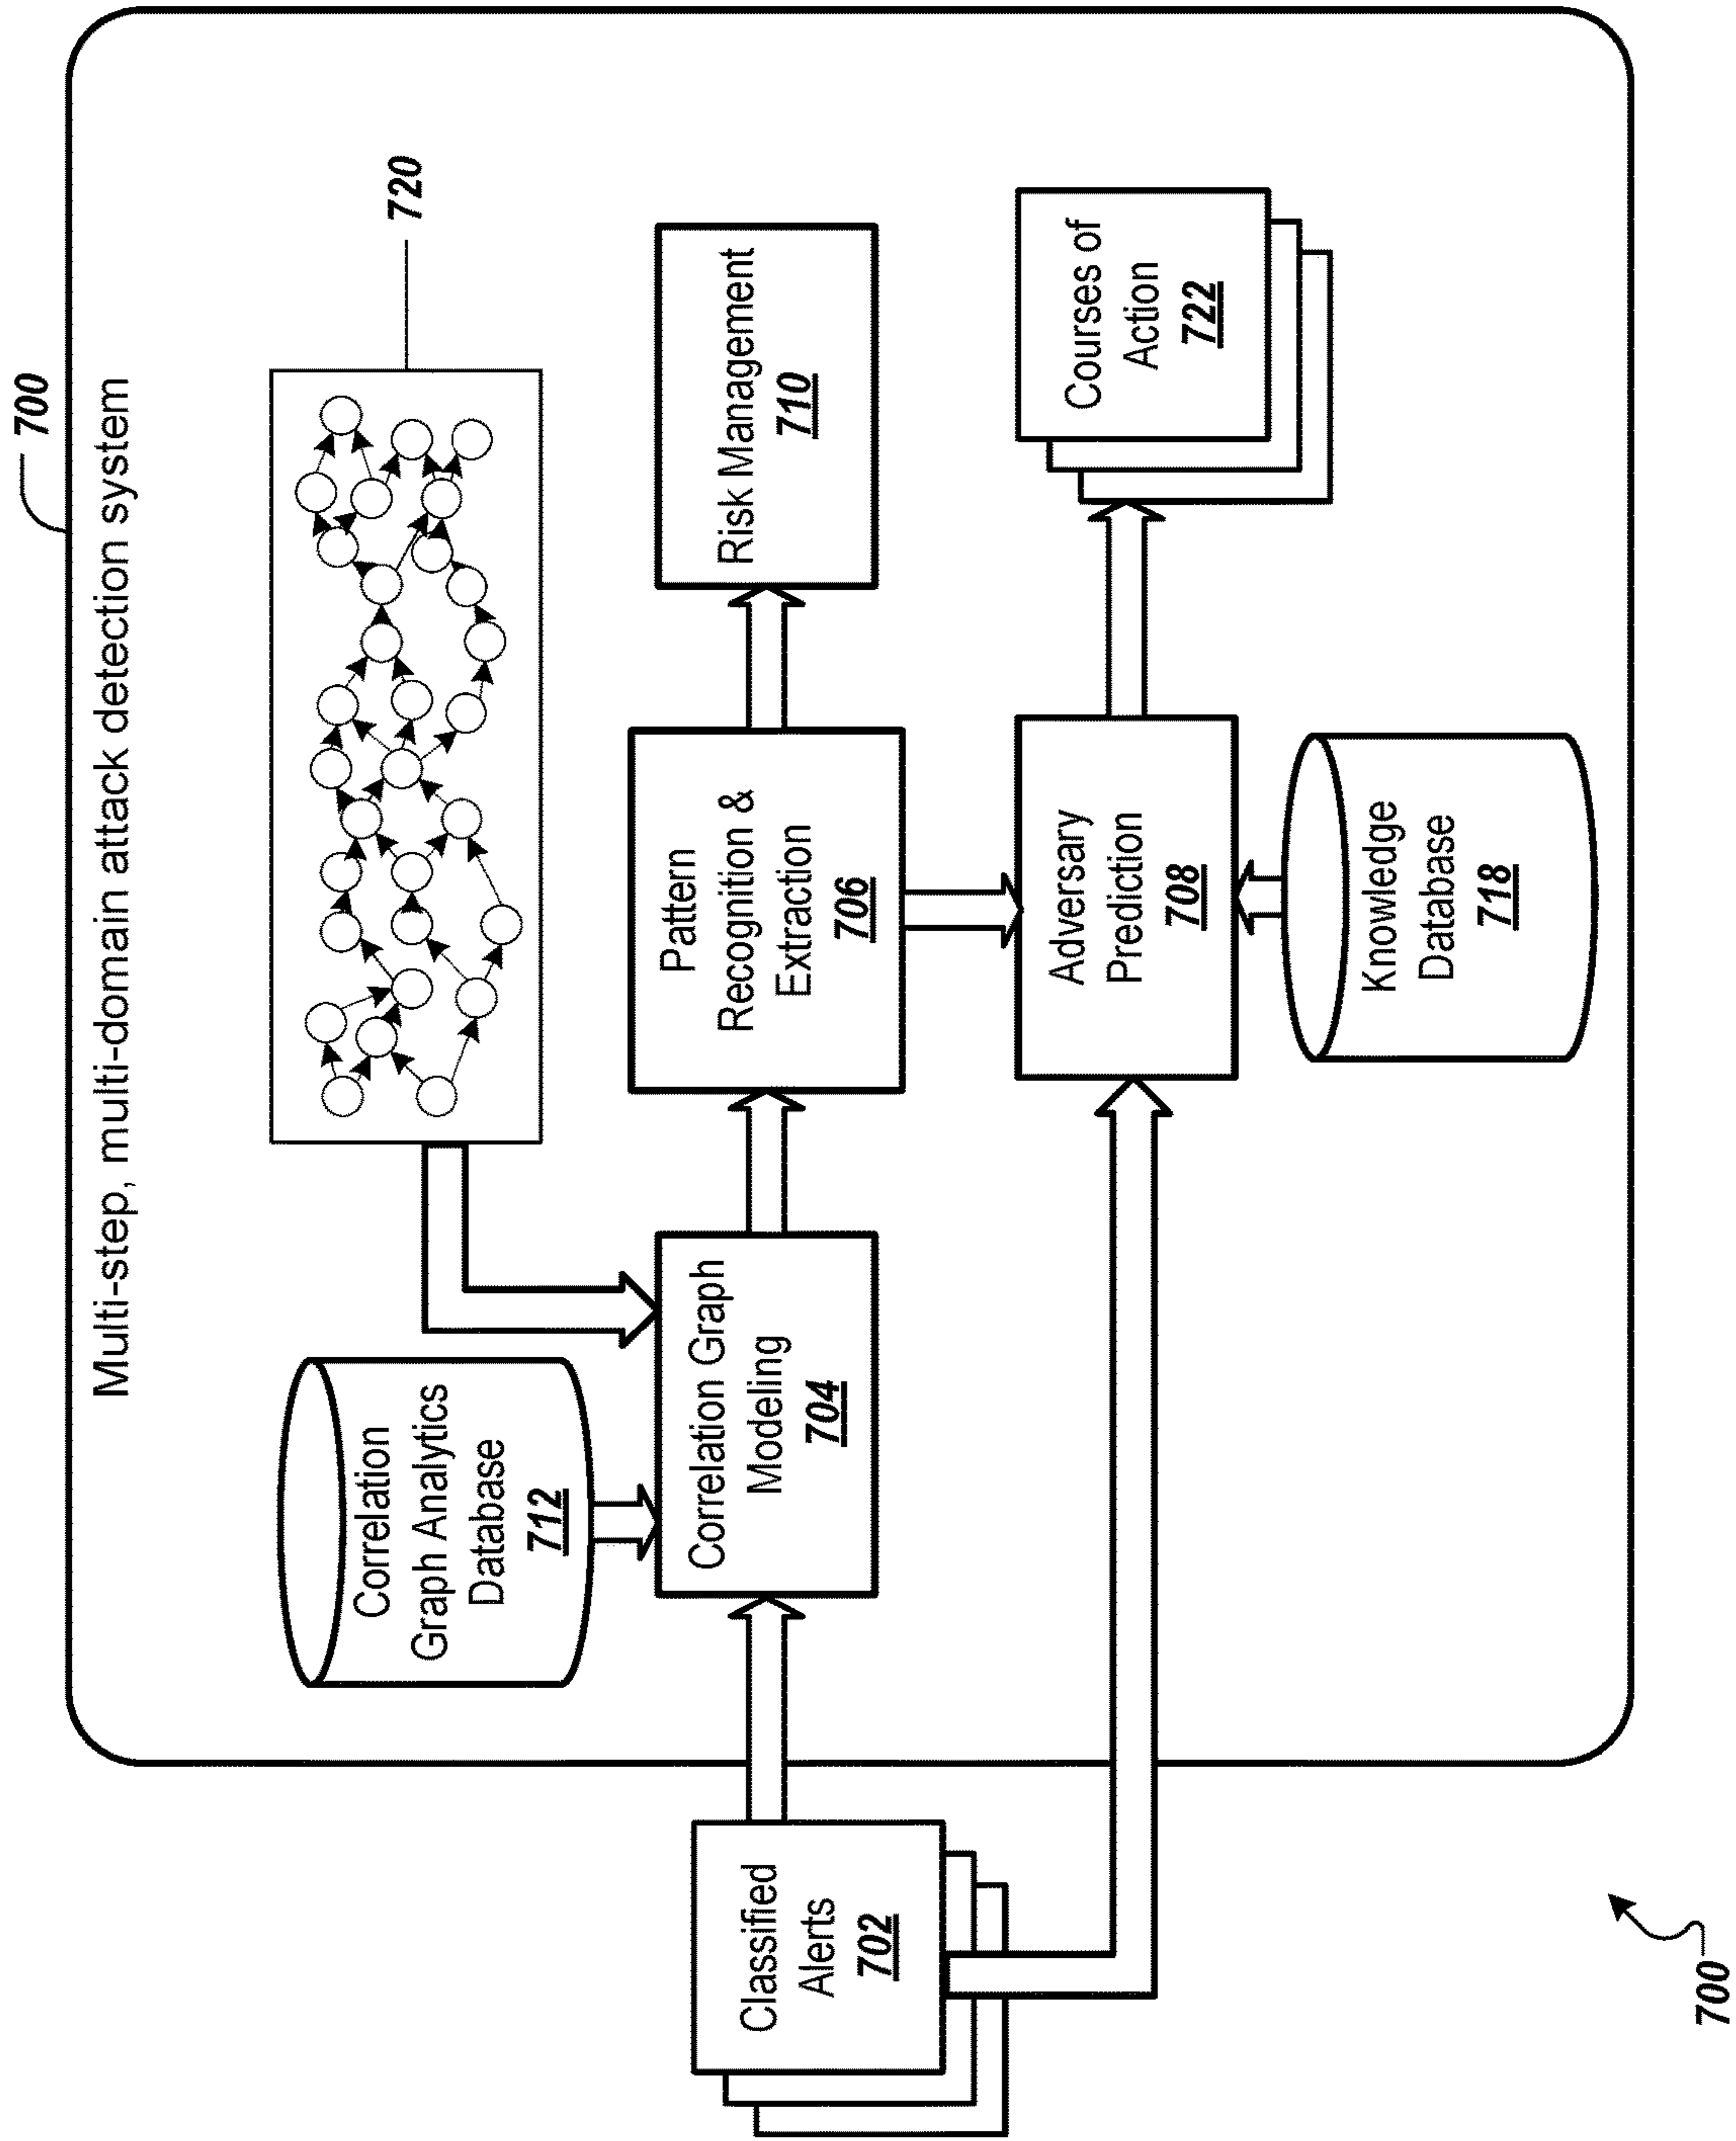 700
Multi-step, multi-domain attack detection system
720
Correlation
Graph Analytics
Database
712
Classified
Alerts
702
Correlation Graph
Modeling
704
Pattern
Recognition &
Extraction
706
Risk Management
710
Adversary
Prediction
708
Courses of
Action
722
Knowledge
Database
718
700